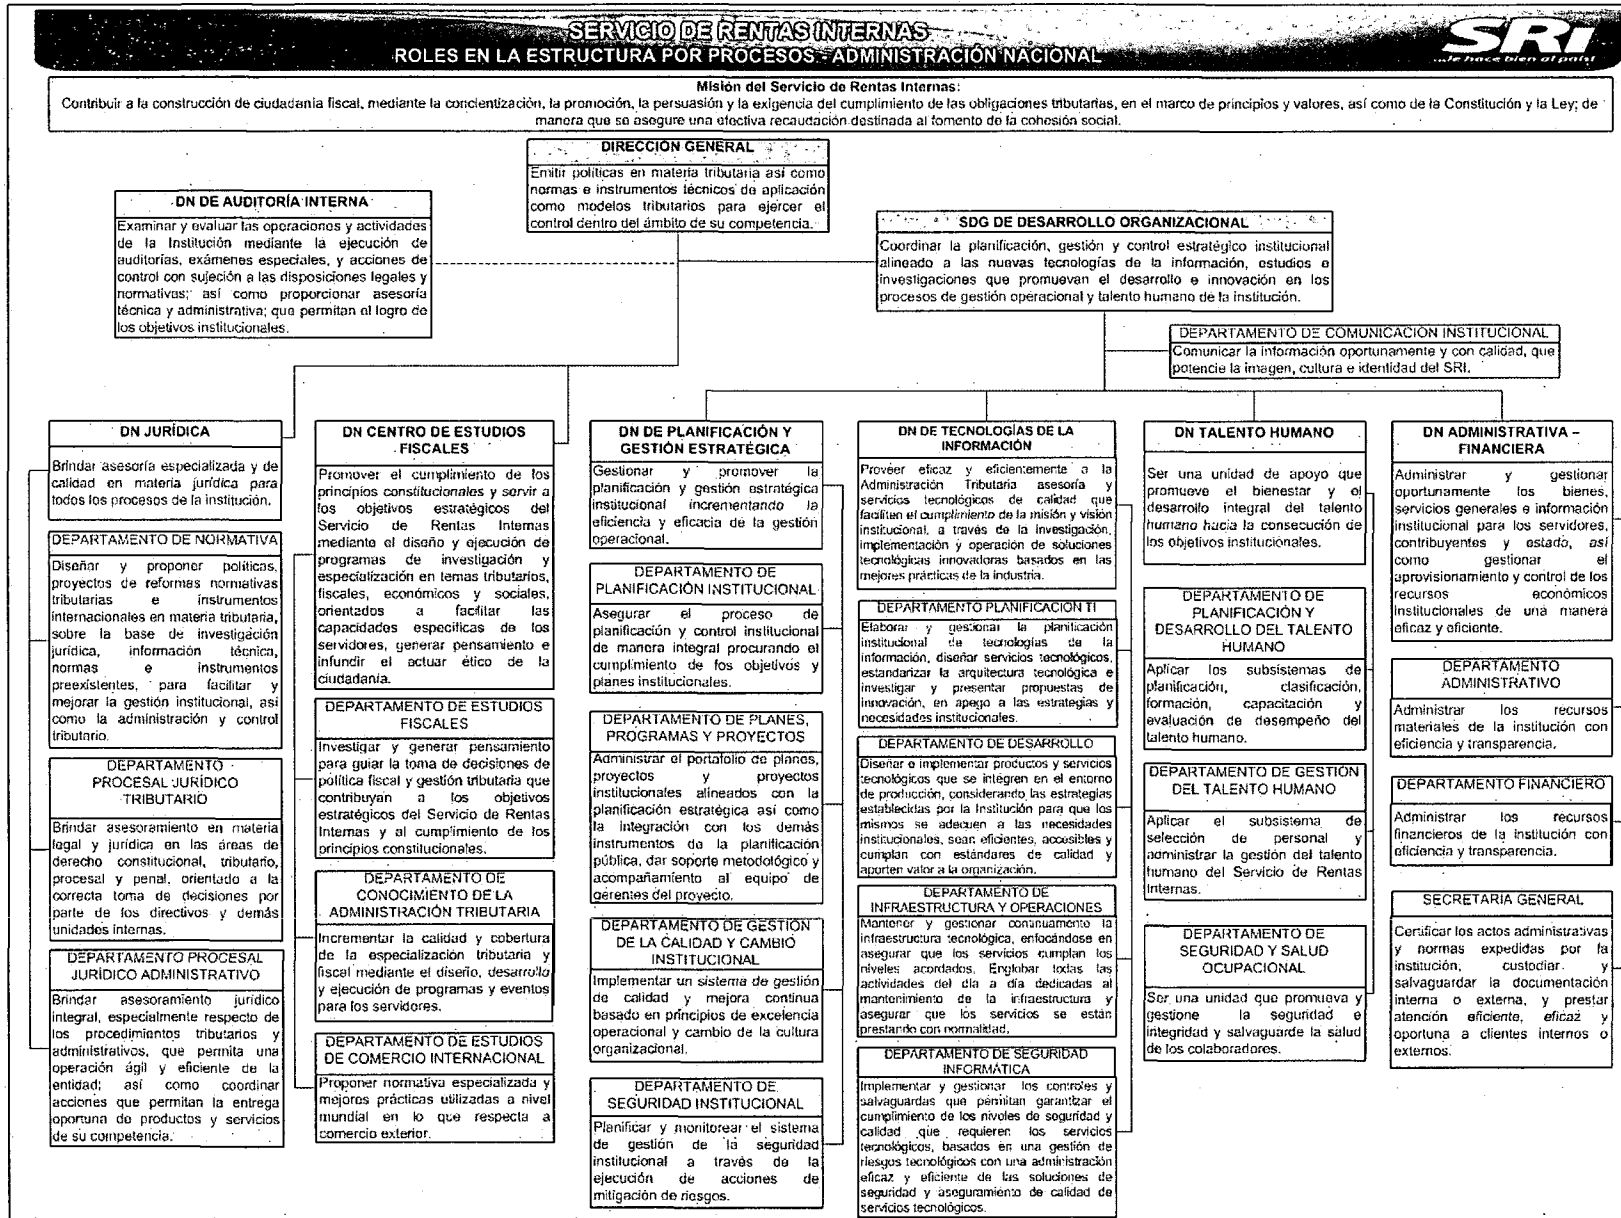 SERVICIO DE RENTAS INTERNAS
ROLES EN LA ESTRUCTURA POR PROCESOS - ADMINISTRACIÓN NACIONAL
SRi
...le hace bien al país!
Misión del Servicio de Rentas Internas:
Contribuir a la construcción de ciudadanía fiscal, mediante la concientización, la promoción, la persuasión y la exigencia del cumplimiento de las obligaciones tributarias, en el marco de principios y valores, así como de la Constitución y la Ley; de
manera que se asegure una efectiva recaudación destinada al fomento de la cohesión social.
DIRECCIÓN GENERAL
Emitir políticas en materia tributaria así como
normas e instrumentos técnicos de aplicación
como modelos tributarios para ejercer el
control dentro del ámbito de su competencia.
DN DE AUDITORÍA INTERNA
Examinar y evaluar las operaciones y actividades
de la Institución mediante la ejecución de
auditorías, exámenes especiales, y acciones de
control con sujeción a las disposiciones legales y
normativas; así como proporcionar asesoría
técnica y administrativa; que permitan el logro de
los objetivos institucionales.
SDG DE DESARROLLO ORGANIZACIONAL
Coordinar la planificación, gestión y control estratégico institucional
alineado a las nuevas tecnologías de la información, estudios e
investigaciones que promuevan el desarrollo e innovación en los
procesos de gestión operacional y talento humano de la institución.
DEPARTAMENTO DE COMUNICACIÓN INSTITUCIONAL
Comunicar la información oportunamente y con calidad, que
potencie la imagen, cultura e identidad del SRI.
DN JURÍDICA
Brindar asesoría especializada y de
calidad en materia jurídica para
todos los procesos de la institución.
DEPARTAMENTO DE NORMATIVA
Diseñar y proponer políticas,
proyectos de reformas normativas
tributarias e instrumentos
internacionales en materia tributaria,
sobre la base de investigación
jurídica, información técnica,
normas e instrumentos
preexistentes, para facilitar y
mejorar la gestión institucional, así
como la administración y control
tributario.
DEPARTAMENTO
PROCESAL JURÍDICO
TRIBUTARIO
Brindar asesoramiento en materia
legal y jurídica en las áreas de
derecho constitucional, tributario,
procesal y penal, orientado a la
correcta toma de decisiones por
parte de los directivos y demás
unidades internas.
DEPARTAMENTO PROCESAL
JURÍDICO ADMINISTRATIVO
Brindar asesoramiento jurídico
integral, especialmente respecto de
los procedimientos tributarios y
administrativos, que permita una
operación ágil y eficiente de la
entidad; así como coordinar
acciones que permitan la entrega
oportuna de productos y servicios
de su competencia.
DN CENTRO DE ESTUDIOS
FISCALES
Promover el cumplimiento de los
principios constitucionales y servir a
los objetivos estratégicos del
Servicio de Rentas Internas
mediante el diseño y ejecución de
programas de investigación y
especialización en temas tributarios,
fiscales, económicos y sociales,
orientados a facilitar las
capacidades específicas de los
servidores, generar pensamiento e
infundir el actuar ético de la
ciudadanía.
DEPARTAMENTO DE ESTUDIOS
FISCALES
Investigar y generar pensamiento
para guiar la toma de decisiones de
política fiscal y gestión tributaria que
contribuyan a los objetivos
estratégicos del Servicio de Rentas
Internas y al cumplimiento de los
principios constitucionales.
DEPARTAMENTO DE
CONOCIMIENTO DE LA
ADMINISTRACIÓN TRIBUTARIA
Incrementar la calidad y cobertura
de la especialización tributaria y
fiscal mediante el diseño, desarrollo
y ejecución de programas y eventos
para los servidores.
DEPARTAMENTO DE ESTUDIOS
DE COMERCIO INTERNACIONAL
Proponer normativa especializada y
mejores prácticas utilizadas a nivel
mundial en lo que respecta a
comercio exterior.
DN DE PLANIFICACIÓN Y
GESTIÓN ESTRATÉGICA
Gestionar y promover la
planificación y gestión estratégica
institucional incrementando la
eficiencia y eficacia de la gestión
operacional.
DEPARTAMENTO DE
PLANIFICACIÓN INSTITUCIONAL
Asegurar el proceso de
planificación y control institucional
de manera integral procurando el
cumplimiento de los objetivos y
planes institucionales.
DEPARTAMENTO DE PLANES,
PROGRAMAS Y PROYECTOS
Administrar el portafolio de planes,
proyectos y proyectos
institucionales alineados con la
planificación estratégica así como
la integración con los demás
instrumentos de la planificación
pública, dar soporte metodológico y
acompañamiento al equipo de
gerentes del proyecto.
DEPARTAMENTO DE GESTIÓN
DE LA CALIDAD Y CAMBIO
INSTITUCIONAL
Implementar un sistema de gestión
de calidad y mejora continua
basado en principios de excelencia
operacional y cambio de la cultura
organizacional.
DEPARTAMENTO DE
SEGURIDAD INSTITUCIONAL
Planificar y monitorear el sistema
de gestión de la seguridad
institucional a través de la
ejecución de acciones de
mitigación de riesgos.
DN DE TECNOLOGÍAS DE LA
INFORMACIÓN
Proveer eficaz y eficientemente a la
Administración Tributaria asesoría y
servicios tecnológicos de calidad que
faciliten el cumplimiento de la misión y visión
institucional, a través de la investigación,
implementación y operación de soluciones
tecnológicas innovadoras basados en las
mejores prácticas de la industria.
DEPARTAMENTO PLANIFICACION TI
Elaborar y gestionar la planificación
institucional de tecnologías de la
información, diseñar servicios tecnológicos,
estandarizar la arquitectura tecnológica e
investigar y presentar propuestas de
innovación, en apego a las estrategias y
necesidades institucionales.
DEPARTAMENTO DE DESARROLLO
Diseñar e implementar productos y servicios
tecnológicos que se integren en el entorno
de producción, considerando las estrategias
establecidas por la Institución para que los
mismos se adecuen a las necesidades
institucionales, sean eficientes, accesibles y
cumplan con estándares de calidad y
aporten valor a la organización.
DEPARTAMENTO DE
INFRAESTRUCTURA Y OPERACIONES
Mantener y gestionar continuamente la
infraestructura tecnológica, enfocándose en
asegurar que los servicios cumplan los
niveles acordados. Englobar todas las
actividades del día a día dedicadas al
mantenimiento de la infraestructura y
asegurar que los servicios se están
prestando con normalidad.
DEPARTAMENTO DE SEGURIDAD
INFORMÁTICA
Implementar y gestionar los controles y
salvaguardas que permitan garantizar el
cumplimiento de los niveles de seguridad y
calidad que requieren los servicios
tecnológicos, basados en una gestión de
riesgos tecnológicos con una administración
eficaz y eficiente de las soluciones de
seguridad y aseguramiento de calidad de
servicios tecnológicos.
DN TALENTO HUMANO
Ser una unidad de apoyo que
promueve el bienestar y el
desarrollo integral del talento
humano hacia la consecución de
los objetivos institucionales.
DEPARTAMENTO DE
PLANIFICACIÓN Y
DESARROLLO DEL TALENTO
HUMANO
Aplicar los subsistemas de
planificación, clasificación,
formación, capacitación y
evaluación de desempeño del
talento humano.
DEPARTAMENTO DE GESTIÓN
DEL TALENTO HUMANO
Aplicar el subsistema de
selección de personal y
administrar la gestión del talento
humano del Servicio de Rentas
Internas.
DEPARTAMENTO DE
SEGURIDAD Y SALUD
OCUPACIONAL
Ser una unidad que promueva y
gestione la seguridad e
integridad y salvaguarde la salud
de los colaboradores.
DN ADMINISTRATIVA –
FINANCIERA
Administrar y gestionar
oportunamente los bienes,
servicios generales e información
institucional para los servidores,
contribuyentes y estado, así
como gestionar el
aprovisionamiento y control de los
recursos económicos
Institucionales de una manera
eficaz y eficiente.
DEPARTAMENTO
ADMINISTRATIVO
Administrar los recursos
materiales de la institución con
eficiencia y transparencia.
DEPARTAMENTO FINANCIERO
Administrar los recursos
financieros de la institución con
eficiencia y transparencia.
SECRETARIA GENERAL
Certificar los actos administrativos
y normas expedidas por la
institución, custodiar y
salvaguardar la documentación
interna o externa, y prestar
atención eficiente, eficaz y
oportuna a clientes internos o
externos.